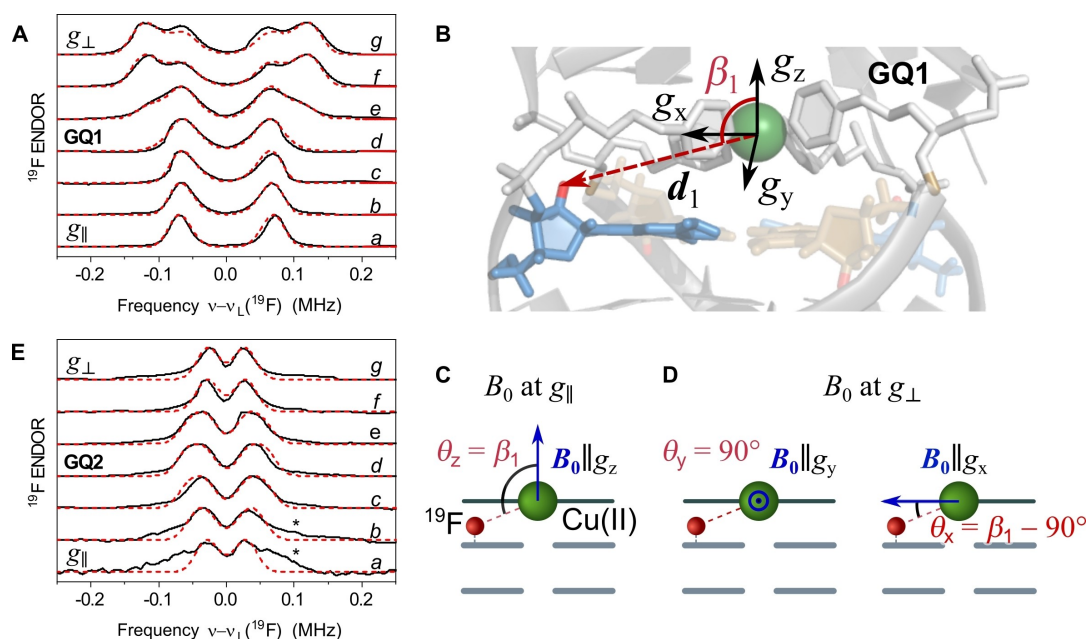 A
g⊥
g
f
e
GQ1
d
c
b
g∥
a
¹⁹F ENDOR
-0.2 -0.1 0.0 0.1 0.2
Frequency ν–νL(¹⁹F) (MHz)
B
GQ1
β₁
gz
gx
gy
d₁
E
g⊥
g
f
e
GQ2
d
c
b
*
g∥
*
a
¹⁹F ENDOR
-0.2 -0.1 0.0 0.1 0.2
Frequency ν–νL(¹⁹F) (MHz)
C
B₀ at g∥
θz = β₁
B₀∥gz
¹⁹F
Cu(II)
D
B₀ at g⊥
θy = 90°
B₀∥gy
B₀∥gx
θx = β₁ – 90°